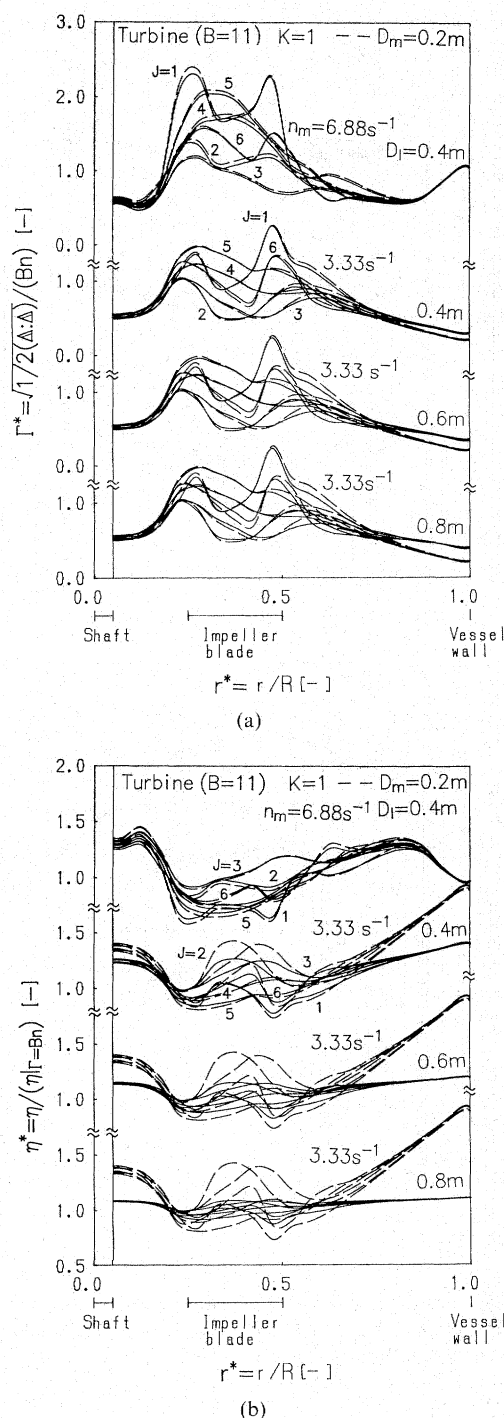 3.0
Turbine (B=11) K=1 -- Dₘ=0.2m
J=1
5
2.0
4
nₘ=6.88s⁻¹
6
Dₗ=0.4m
2
3
1.0
J=1
0.0
5
6
3.33s⁻¹
4
1.0
2
3
0.4m
0.0
3.33 s⁻¹
1.0
0.6m
0.0
3.33s⁻¹
1.0
0.8m
0.0
Γ*=√1/2(Δ:Δ)/(Bn) [-]
0.0 0.5 1.0
Shaft Impeller blade Vessel wall
r*= r/R [-]
(a)
2.0
Turbine (B=11) K=1 -- Dₘ=0.2m
nₘ=6.88s⁻¹ Dₗ=0.4m
1.5
J=3
2
1.0
6
5
1
3.33 s⁻¹
0.4m
1.5
J=2
3
4
6
1.0
5
1
3.33s⁻¹
1.5
0.6m
1.0
3.33s⁻¹
1.5
0.8m
1.0
0.5
η*=η/(η|Γ=Bn) [-]
0.0 0.5 1.0
Shaft Impeller blade Vessel wall
r*= r/R [-]
(b)